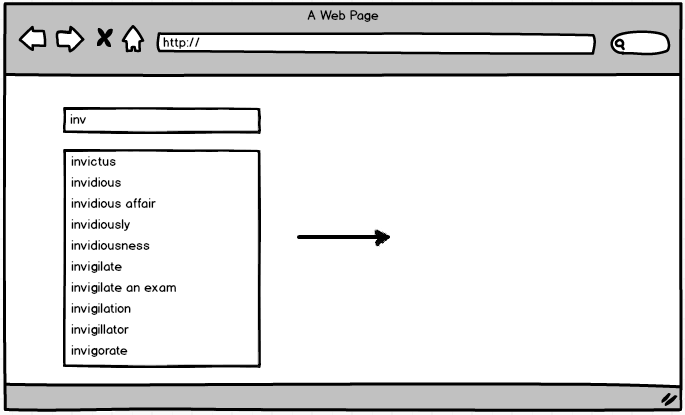 A Web Page
http://
inv
invictus
invidious
invidious affair
invidiously
invidiousness
invigilate
invigilate an exam
invigilation
invigillator
invigorate